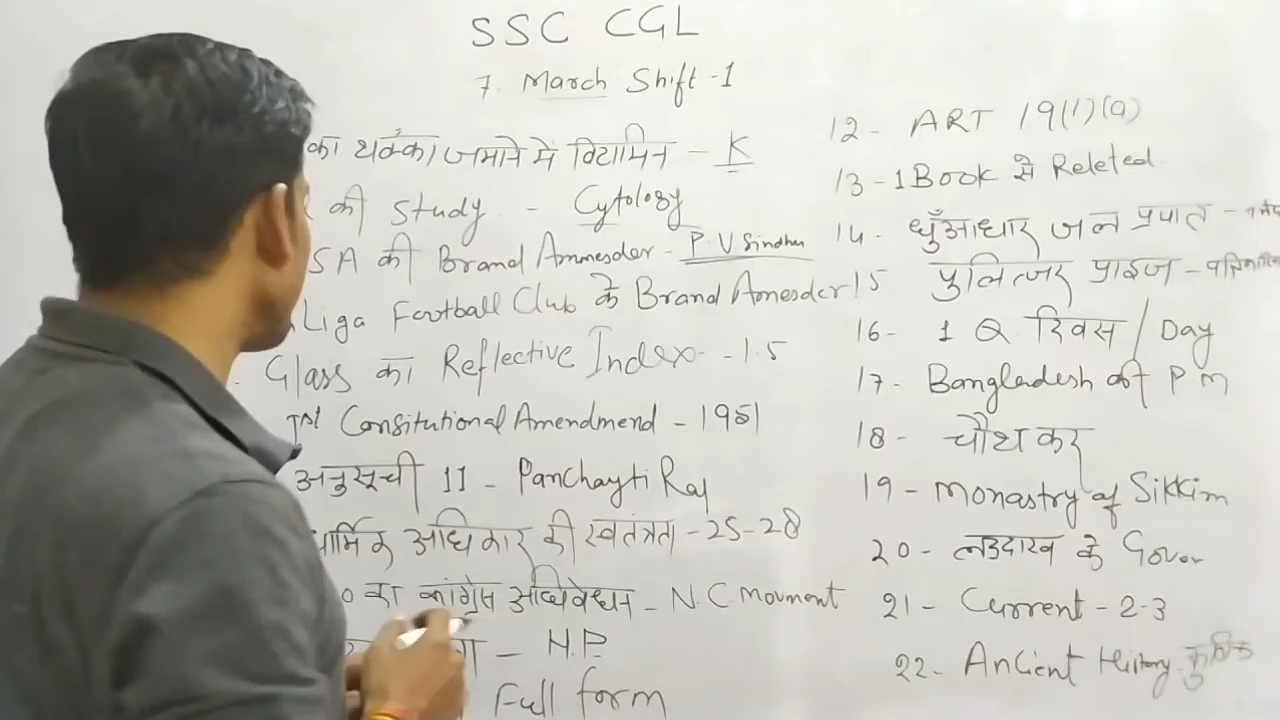 SSC CGL
7. March Shift-1
का थक्का जमाने में विटामिन - K
की Study - Cytology
SA की Brand Ammesder - P.V Sindhu
Liga Football Club के Brand Amesder
Glass का Reflective Index - 1.5
Ist Consitutional Amendmend - 1951
अनुसूची 11 - Panchayti Raj
धार्मिक अधिकार की स्वतंत्रता - 25-28
0 का कांग्रेस अधिवेशन - N.C. Movment
- H.P.
Full form
12- ART 19(1)(a)
13-1 Book से Releted
14. धुँआधार जल प्रपात -
15 पुलित्जर प्राइज -
16- 1 Q. दिवस / Day
17- Bangladesh की PM
18- चौथ कर
19- Monastry of Sikkim
20- लद्दाख के Gover
21- Current - 2-3
22- Ancient History